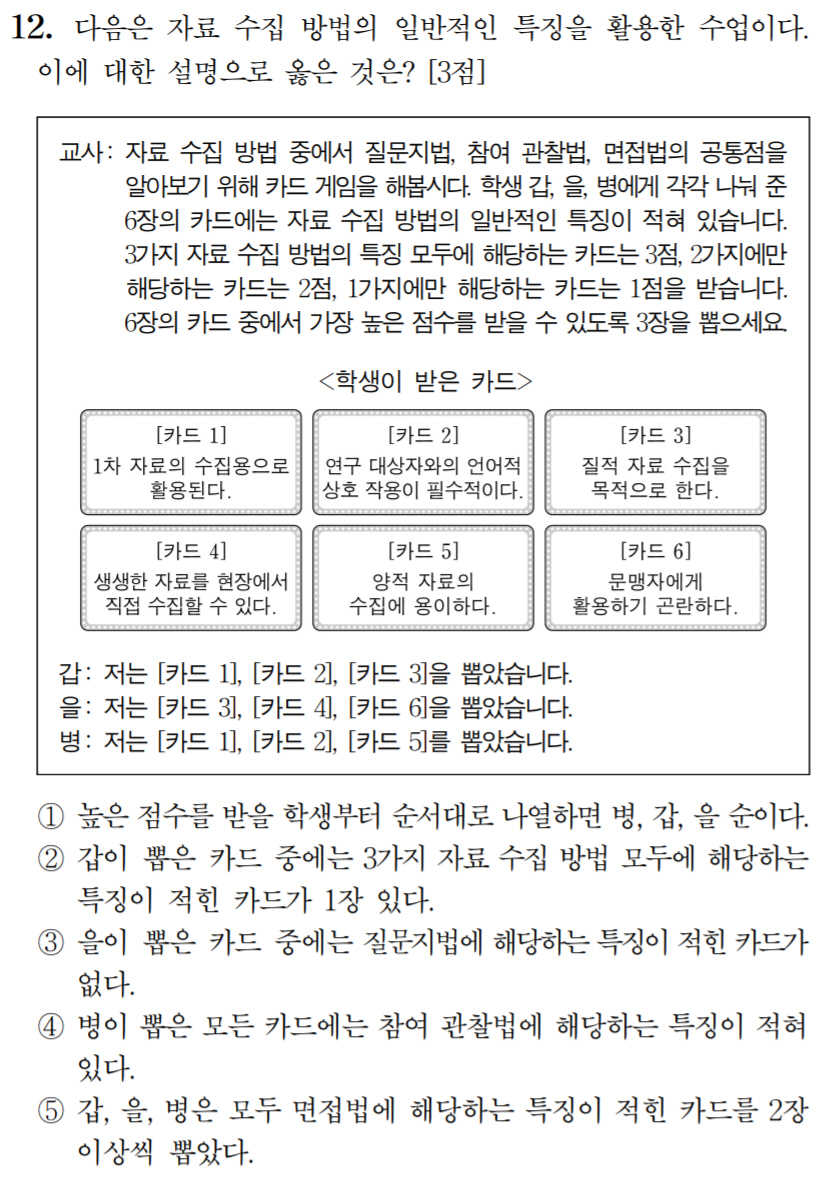 12. 다음은 자료 수집 방법의 일반적인 특징을 활용한 수업이다.
이에 대한 설명으로 옳은 것은? [3점]
교사: 자료 수집 방법 중에서 질문지법, 참여 관찰법, 면접법의 공통점을
알아보기 위해 카드 게임을 해봅시다. 학생 갑, 을, 병에게 각각 나눠 준
6장의 카드에는 자료 수집 방법의 일반적인 특징이 적혀 있습니다.
3가지 자료 수집 방법의 특징 모두에 해당하는 카드는 3점, 2가지에만
해당하는 카드는 2점, 1가지에만 해당하는 카드는 1점을 받습니다.
6장의 카드 중에서 가장 높은 점수를 받을 수 있도록 3장을 뽑으세요.
<학생이 받은 카드>
[카드 1]
1차 자료의 수집용으로
활용된다.
[카드 2]
연구 대상자와의 언어적
상호 작용이 필수적이다.
[카드 3]
질적 자료 수집을
목적으로 한다.
[카드 4]
생생한 자료를 현장에서
직접 수집할 수 있다.
[카드 5]
양적 자료의
수집에 용이하다.
[카드 6]
문맹자에게
활용하기 곤란하다.
갑: 저는 [카드 1], [카드 2], [카드 3]을 뽑았습니다.
을: 저는 [카드 3], [카드 4], [카드 6]을 뽑았습니다.
병: 저는 [카드 1], [카드 2], [카드 5]를 뽑았습니다.
① 높은 점수를 받을 학생부터 순서대로 나열하면 병, 갑, 을 순이다.
② 갑이 뽑은 카드 중에는 3가지 자료 수집 방법 모두에 해당하는
특징이 적힌 카드가 1장 있다.
③ 을이 뽑은 카드 중에는 질문지법에 해당하는 특징이 적힌 카드가
없다.
④ 병이 뽑은 모든 카드에는 참여 관찰법에 해당하는 특징이 적혀
있다.
⑤ 갑, 을, 병은 모두 면접법에 해당하는 특징이 적힌 카드를 2장
이상씩 뽑았다.